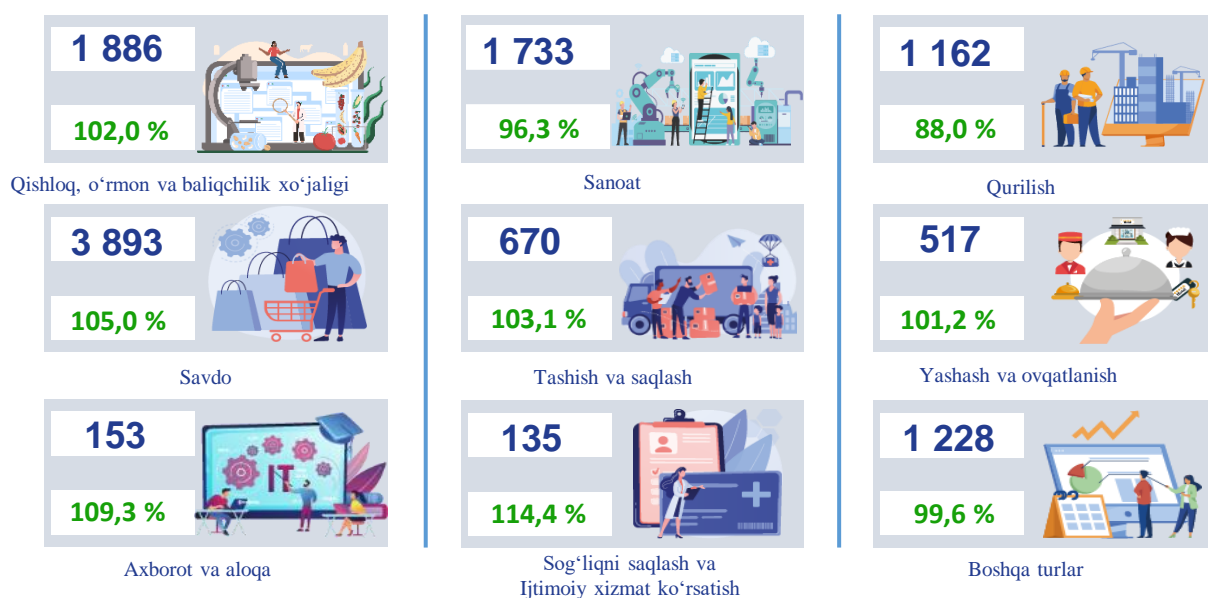 1 886
102,0 %
Qishloq, o‘rmon va baliqchilik xo‘jaligi
1 733
96,3 %
Sanoat
1 162
88,0 %
Qurilish
3 893
105,0 %
Savdo
670
103,1 %
Tashish va saqlash
517
101,2 %
Yashash va ovqatlanish
153
109,3 %
IT
Axborot va aloqa
135
114,4 %
Sog‘liqni saqlash va
Ijtimoiy xizmat ko‘rsatish
1 228
99,6 %
Boshqa turlar